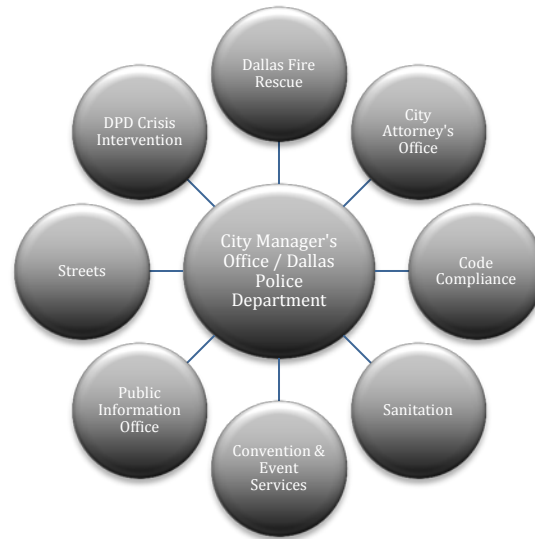 Dallas Fire
Rescue
DPD Crisis
Intervention
City
Attorney's
Office
City Manager's
Office / Dallas
Police
Department
Streets
Code
Compliance
Public
Information
Office
Sanitation
Convention &
Event
Services